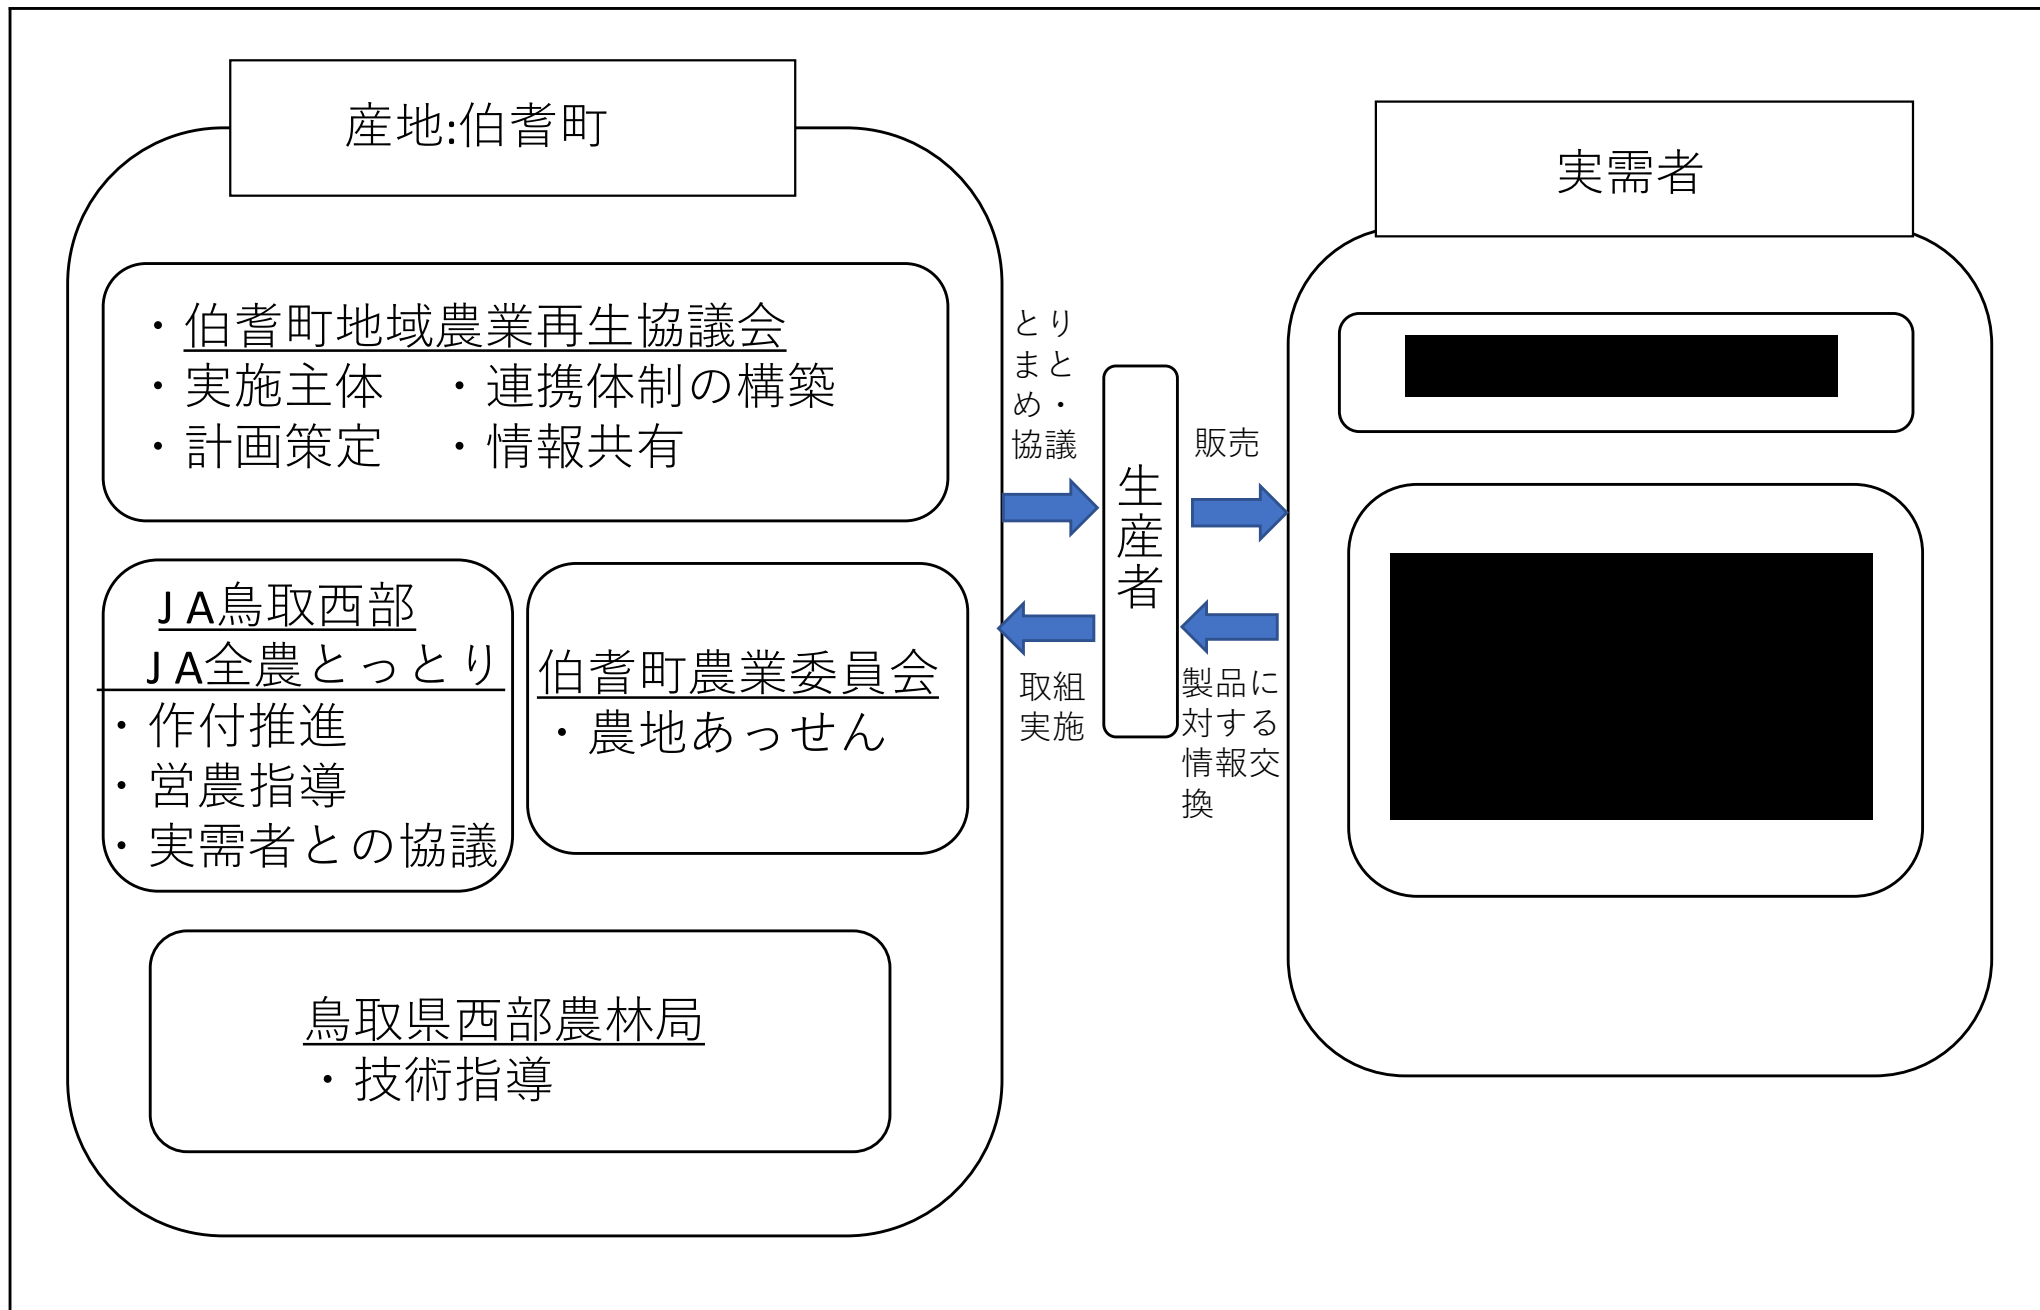 産地:伯耆町
・伯耆町地域農業再生協議会
・実施主体　・連携体制の構築
・計画策定　・情報共有
JA鳥取西部
JA全農とっとり
・作付推進
・営農指導
・実需者との協議
伯耆町農業委員会
・農地あっせん
鳥取県西部農林局
・技術指導
とり
まと
め・
協議
取組
実施
生産者
販売
製品に
対する
情報交
換
実需者